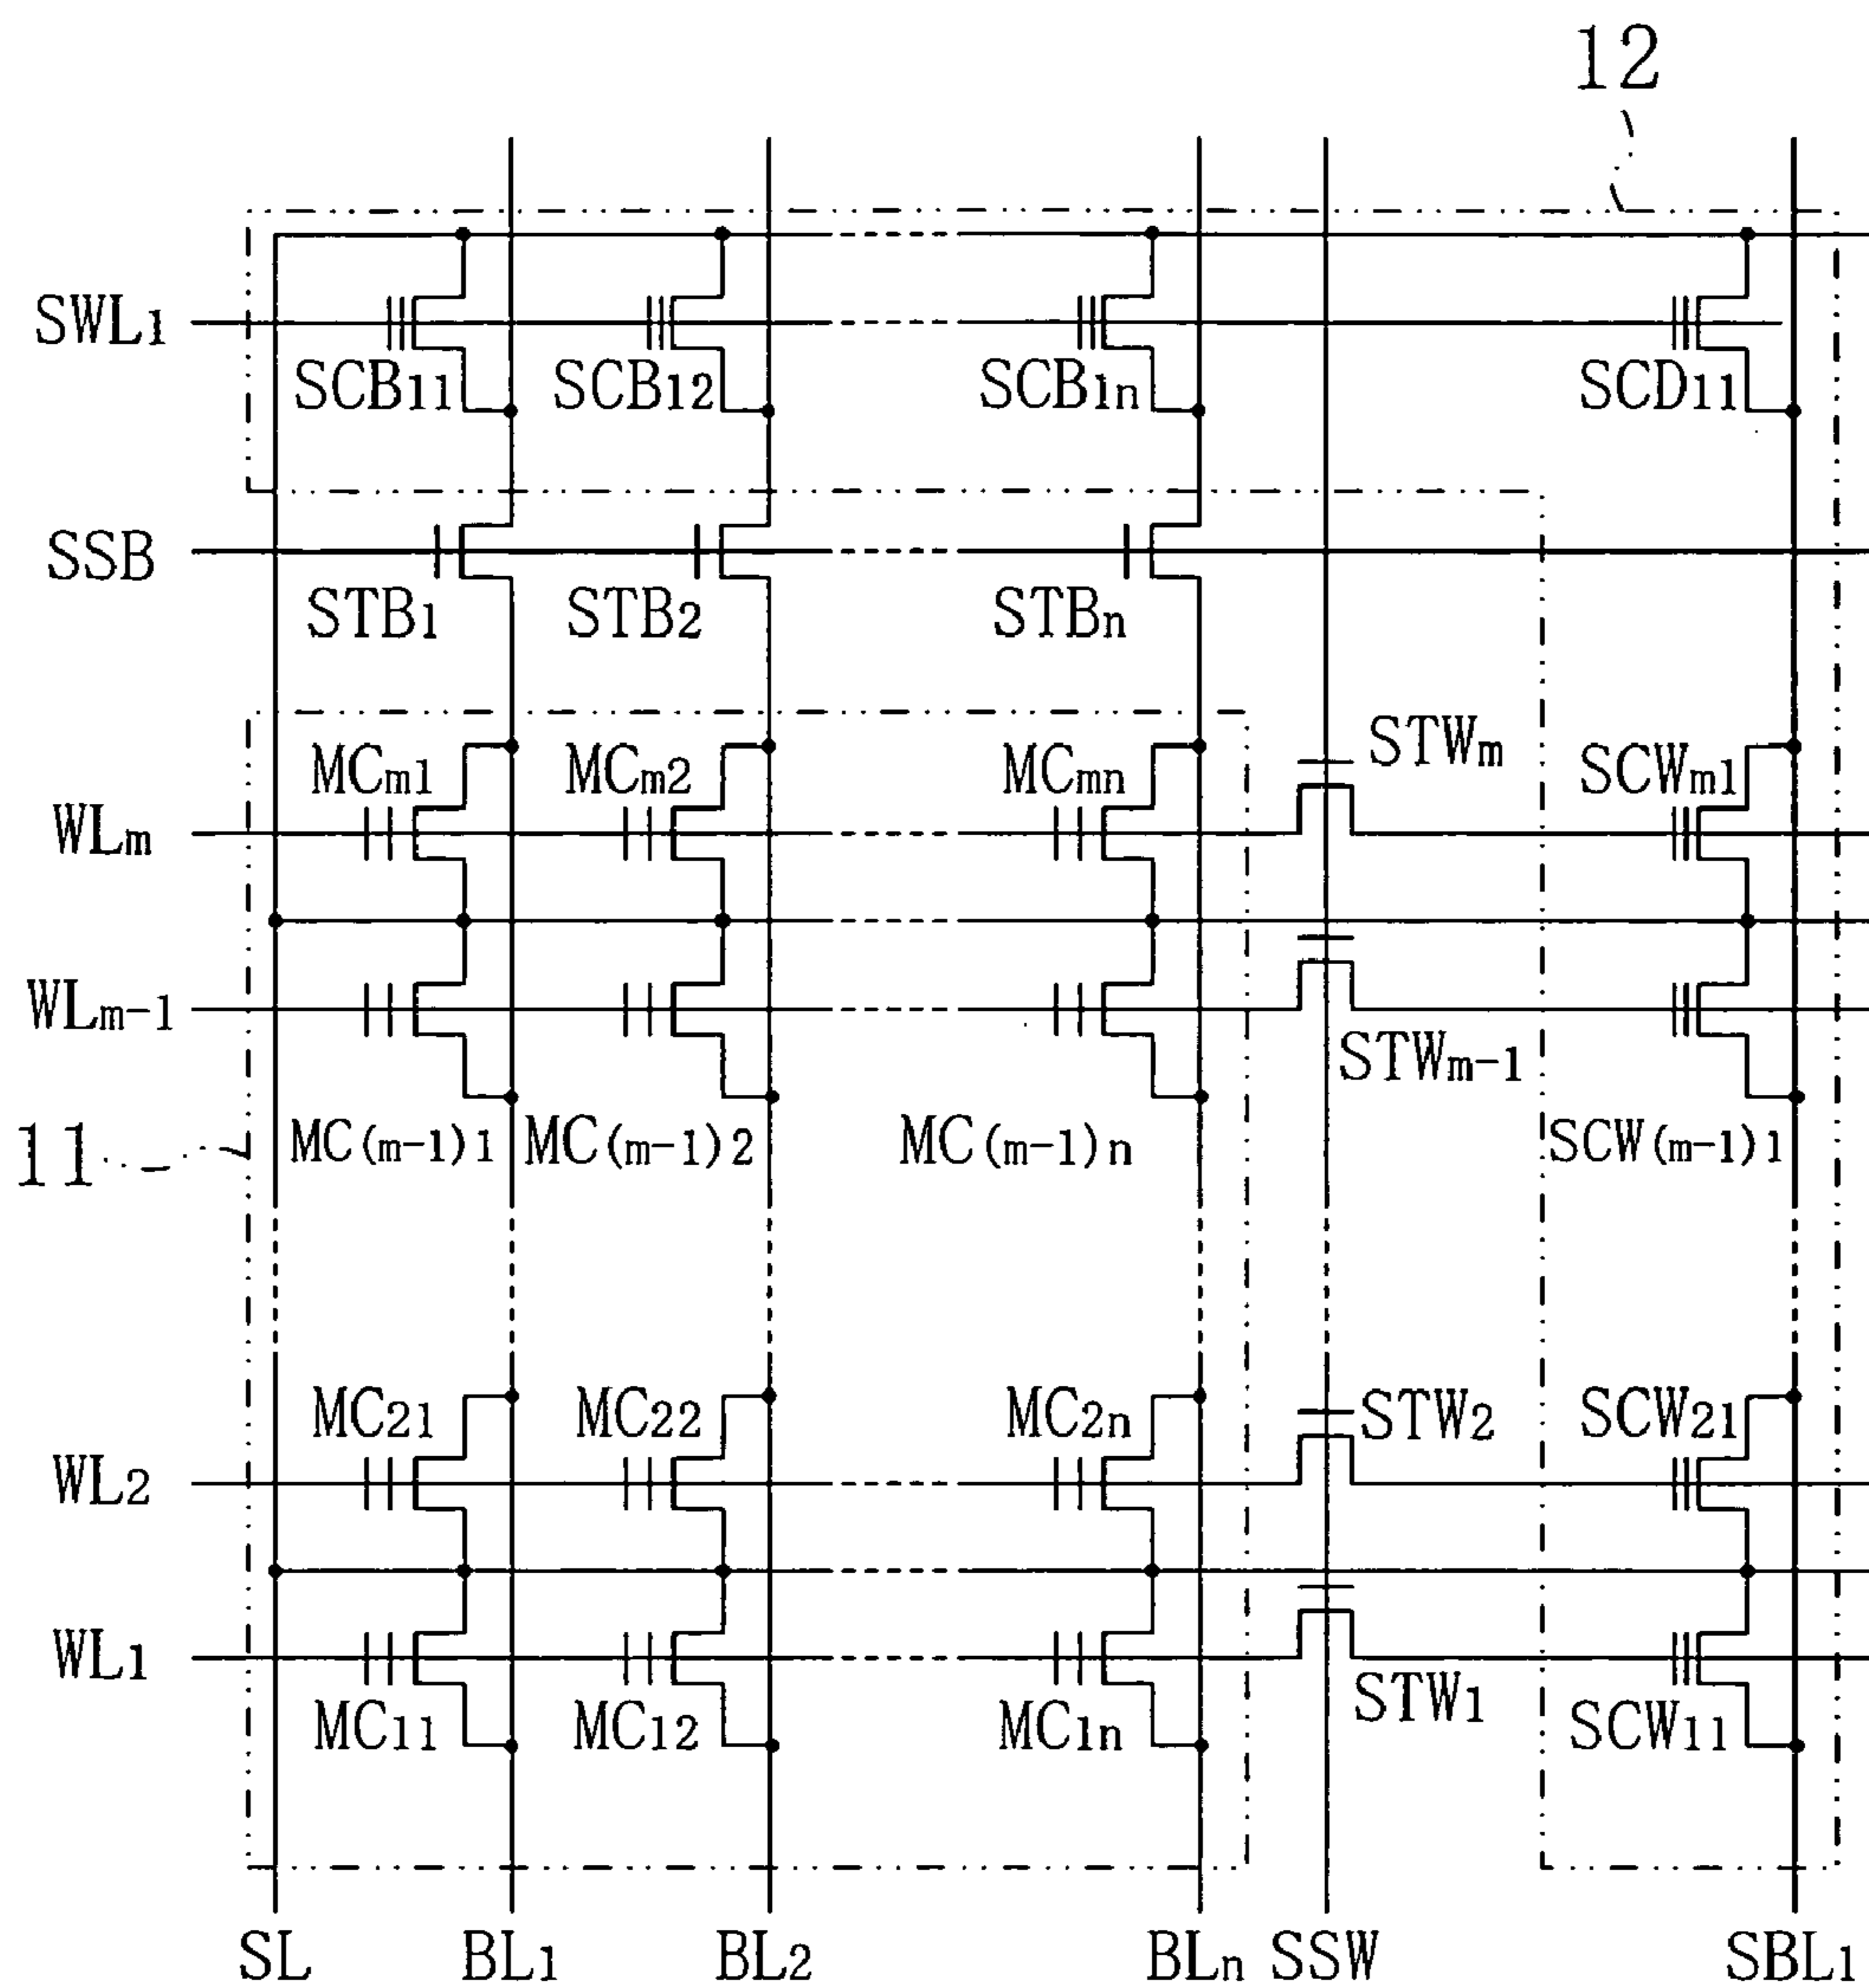 12
SWL1
SCB11 SCB12 SCB1n SCD11
SSB
STB1 STB2 STBn
MCm1 MCm2 MCmn STWm SCWm1
WLm
WLm-1
STWm-1
11 MC(m-1)1 MC(m-1)2 MC(m-1)n SCW(m-1)1
MC21 MC22 MC2n STW2 SCW21
WL2
WL1
MC11 MC12 MC1n STW1 SCW11
SL BL1 BL2 BLn SSW SBL1